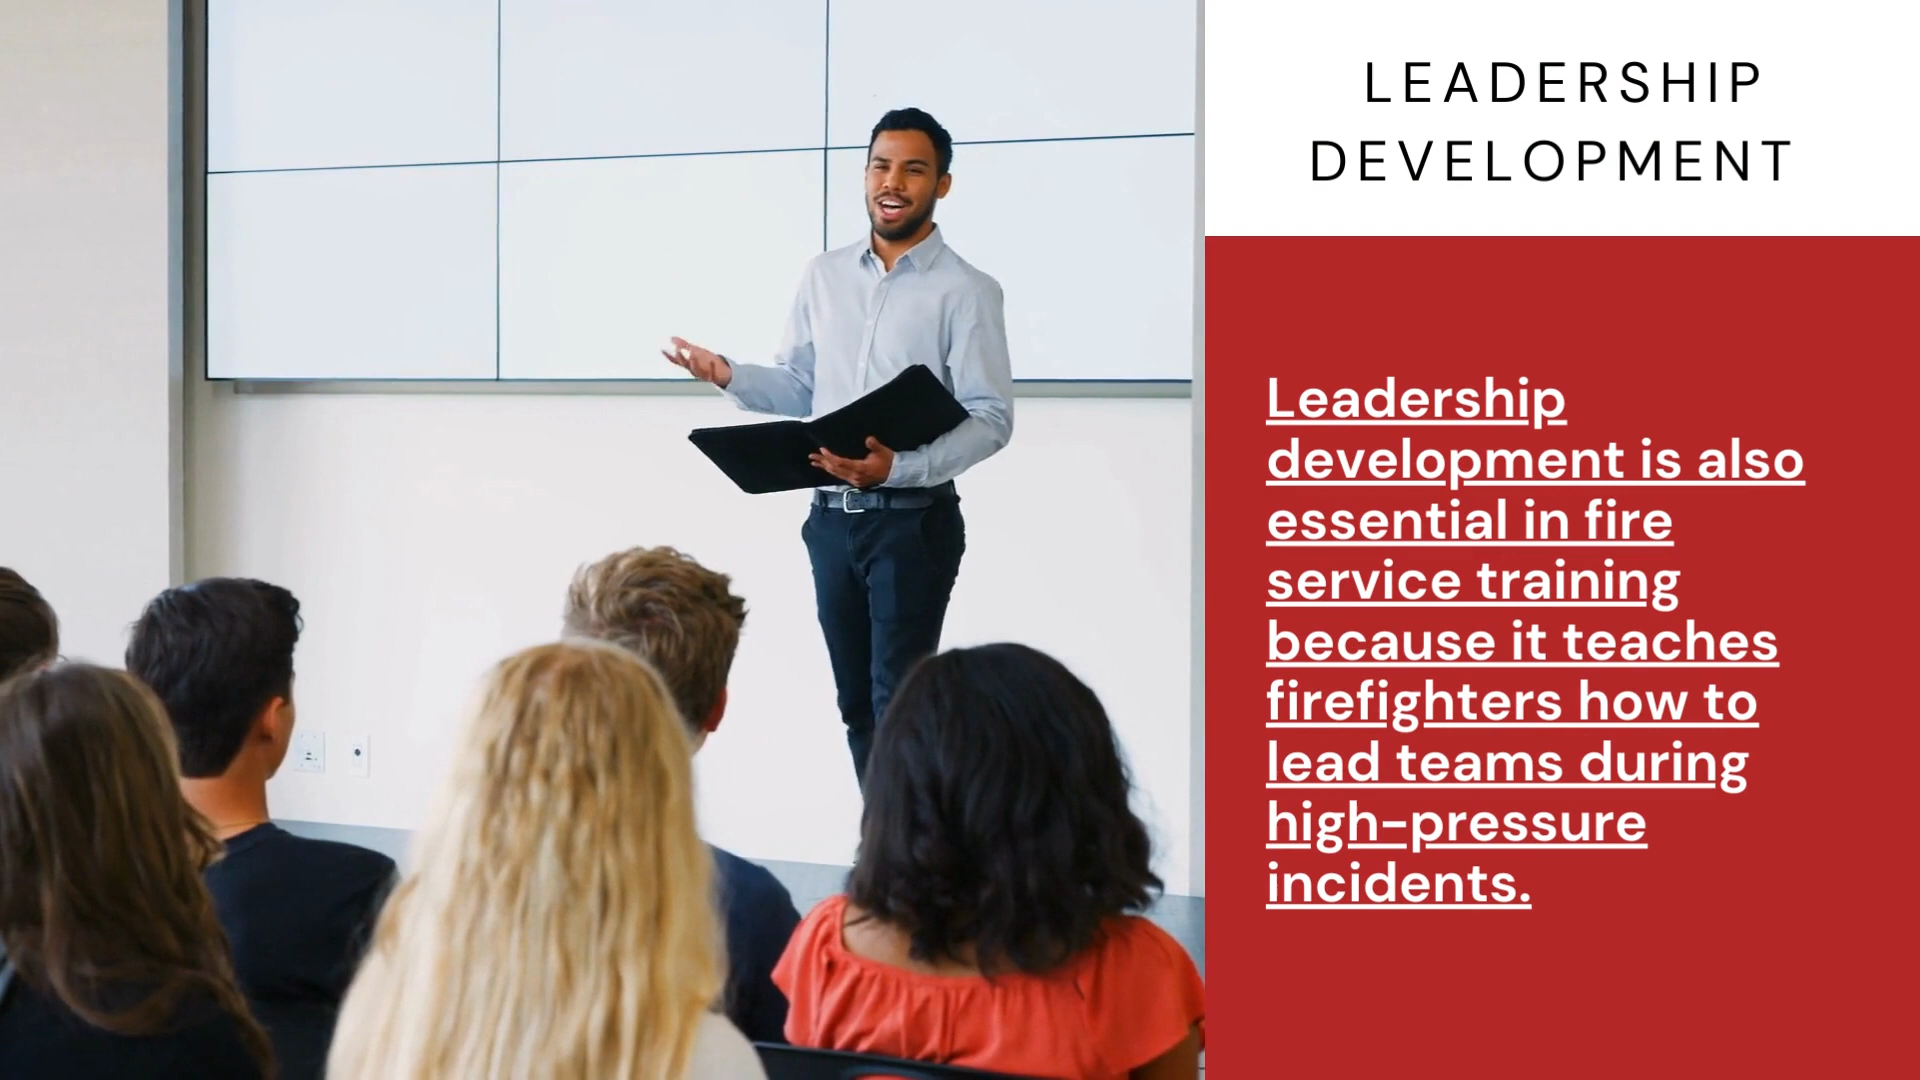 LEADERSHIP
DEVELOPMENT
Leadership
development is also
essential in fire
service training
because it teaches
firefighters how to
lead teams during
high-pressure
incidents.